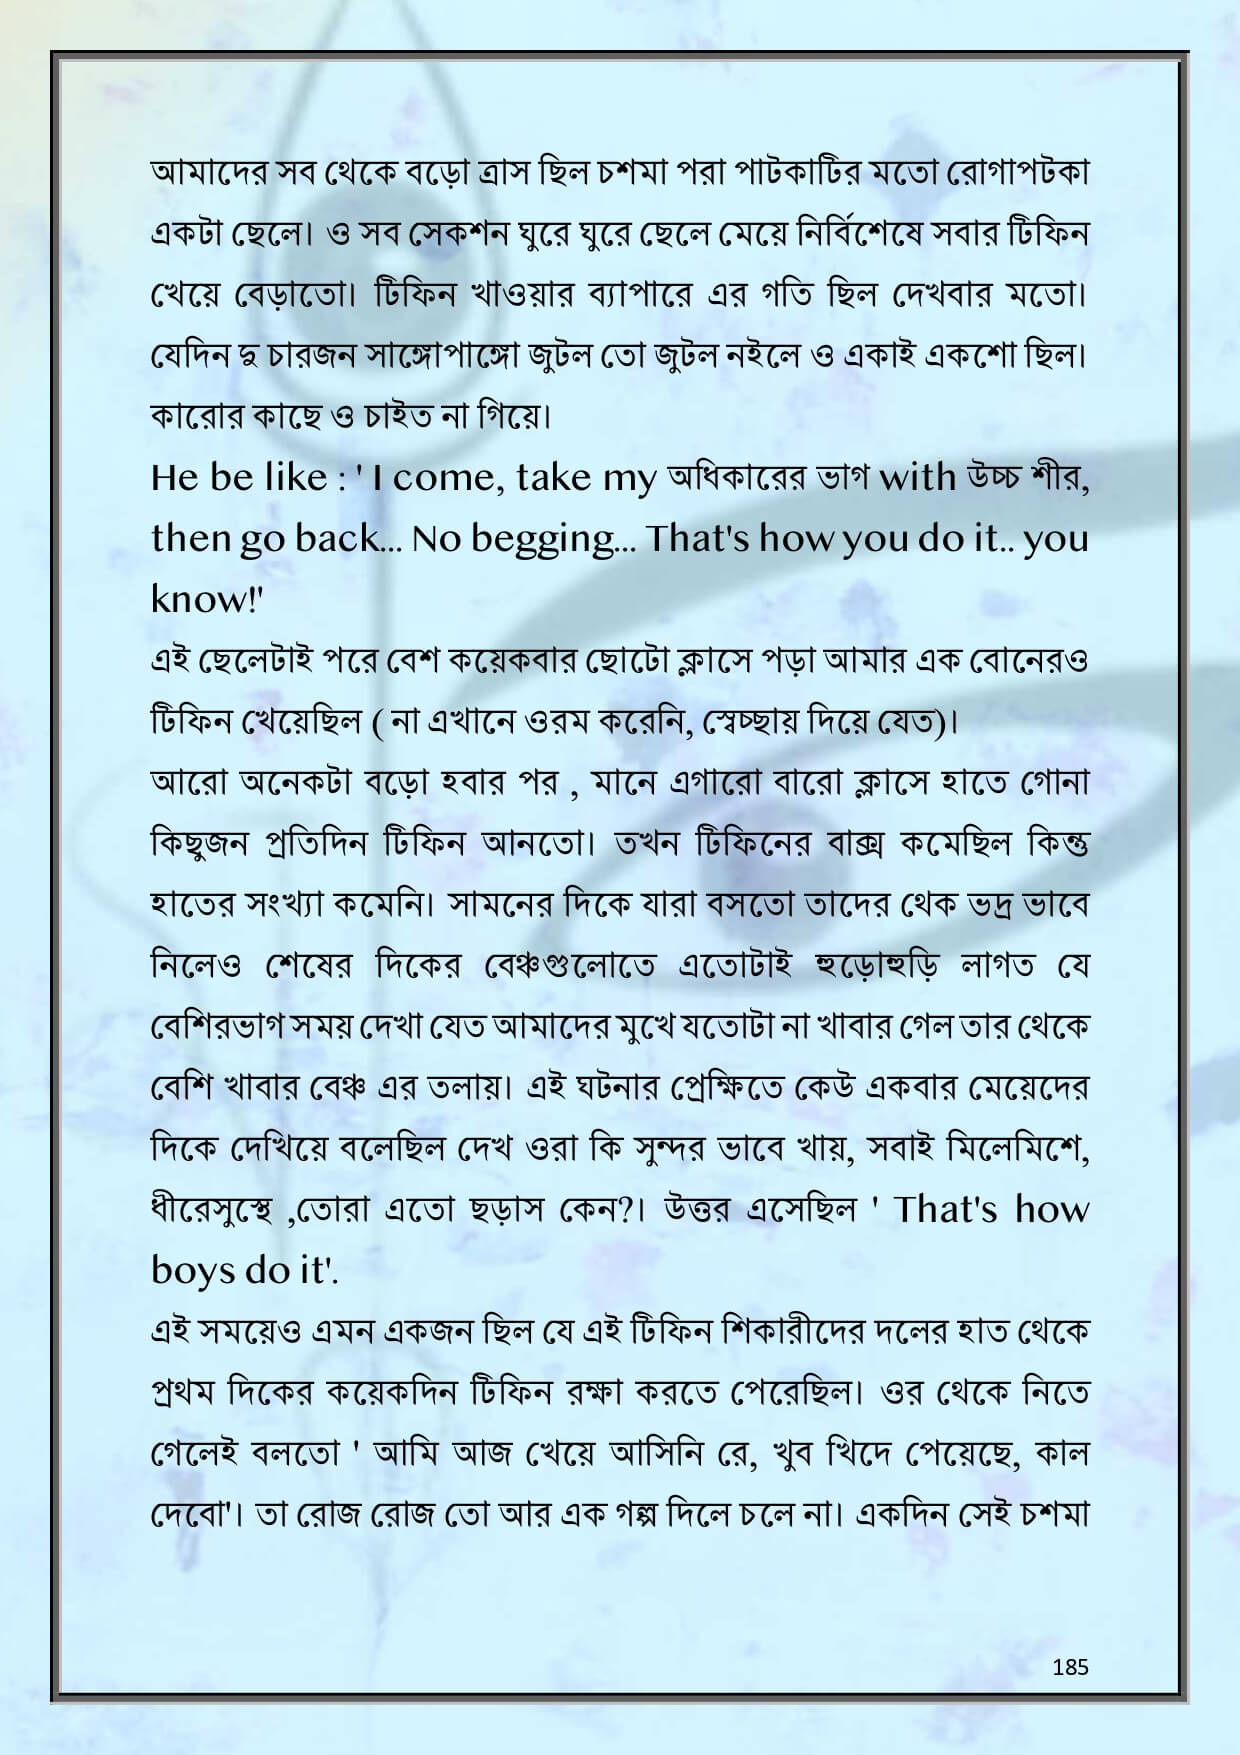 আমাদের সব থেকে বড়ো ত্রাস ছিল চশমা পরা পাটকাটির মতো রোগাপটকা
একটা ছেলে। ও সব সেকশন ঘুরে ঘুরে ছেলে মেয়ে নির্বিশেষে সবার টিফিন
খেয়ে বেড়াতো। টিফিন খাওয়ার ব্যাপারে এর গতি ছিল দেখবার মতো।
যেদিন দু চারজন সাঙ্গোপাঙ্গো জুটল তো জুটল নইলে ও একাই একশো ছিল।
কারোর কাছে ও চাইত না গিয়ে।
He be like : ' I come, take my অধিকারের ভাগ with উচ্চ শীর,
then go back... No begging... That's how you do it.. you
know!'
এই ছেলেটাই পরে বেশ কয়েকবার ছোটো ক্লাসে পড়া আমার এক বোনেরও
টিফিন খেয়েছিল ( না এখানে ওরম করেনি, স্বেচ্ছায় দিয়ে যেত)।
আরো অনেকটা বড়ো হবার পর , মানে এগারো বারো ক্লাসে হাতে গোনা
কিছুজন প্রতিদিন টিফিন আনতো। তখন টিফিনের বাক্স কমেছিল কিন্তু
হাতের সংখ্যা কমেনি। সামনের দিকে যারা বসতো তাদের থেক ভদ্র ভাবে
নিলেও শেষের দিকের বেঞ্চগুলোতে এতোটাই হুড়োহুড়ি লাগত যে
বেশিরভাগ সময় দেখা যেত আমাদের মুখে যতোটা না খাবার গেল তার থেকে
বেশি খাবার বেঞ্চ এর তলায়। এই ঘটনার প্রেক্ষিতে কেউ একবার মেয়েদের
দিকে দেখিয়ে বলেছিল দেখ ওরা কি সুন্দর ভাবে খায়, সবাই মিলেমিশে,
ধীরেসুস্থে ,তোরা এতো ছড়াস কেন?। উত্তর এসেছিল ' That's how
boys do it'.
এই সময়েও এমন একজন ছিল যে এই টিফিন শিকারীদের দলের হাত থেকে
প্রথম দিকের কয়েকদিন টিফিন রক্ষা করতে পেরেছিল। ওর থেকে নিতে
গেলেই বলতো ' আমি আজ খেয়ে আসিনি রে, খুব খিদে পেয়েছে, কাল
দেবো'। তা রোজ রোজ তো আর এক গল্প দিলে চলে না। একদিন সেই চশমা
185